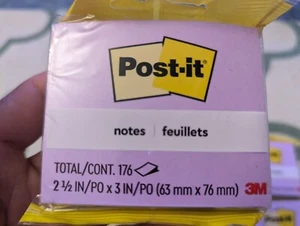 Post-it®
notes | feuillets
TOTAL/CONT. 176
2 ½ IN/PO x 3 IN/PO (63 mm x 76 mm) 3M